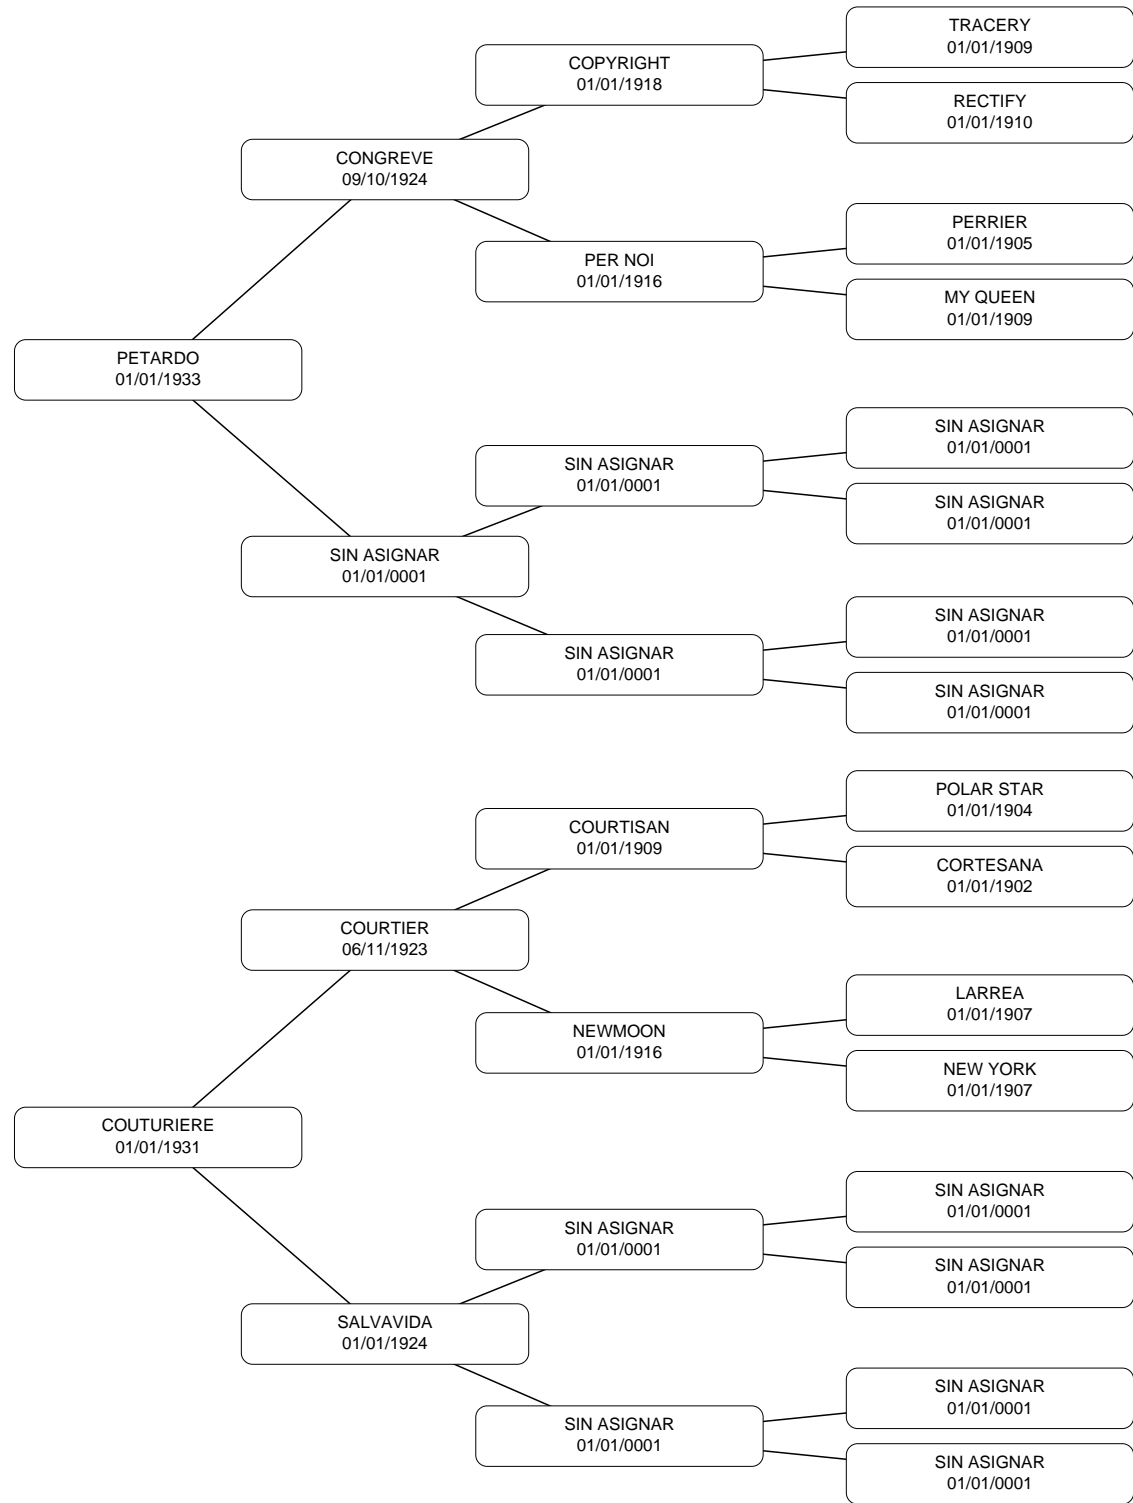 TRACERY
01/01/1909
COPYRIGHT
01/01/1918
RECTIFY
01/01/1910
CONGREVE
09/10/1924
PERRIER
01/01/1905
PER NOI
01/01/1916
MY QUEEN
01/01/1909
PETARDO
01/01/1933
SIN ASIGNAR
01/01/0001
SIN ASIGNAR
01/01/0001
SIN ASIGNAR
01/01/0001
SIN ASIGNAR
01/01/0001
SIN ASIGNAR
01/01/0001
SIN ASIGNAR
01/01/0001
SIN ASIGNAR
01/01/0001
POLAR STAR
01/01/1904
COURTISAN
01/01/1909
CORTESANA
01/01/1902
COURTIER
06/11/1923
LARREA
01/01/1907
NEWMOON
01/01/1916
NEW YORK
01/01/1907
COUTURIERE
01/01/1931
SIN ASIGNAR
01/01/0001
SIN ASIGNAR
01/01/0001
SIN ASIGNAR
01/01/0001
SALVAVIDA
01/01/1924
SIN ASIGNAR
01/01/0001
SIN ASIGNAR
01/01/0001
SIN ASIGNAR
01/01/0001